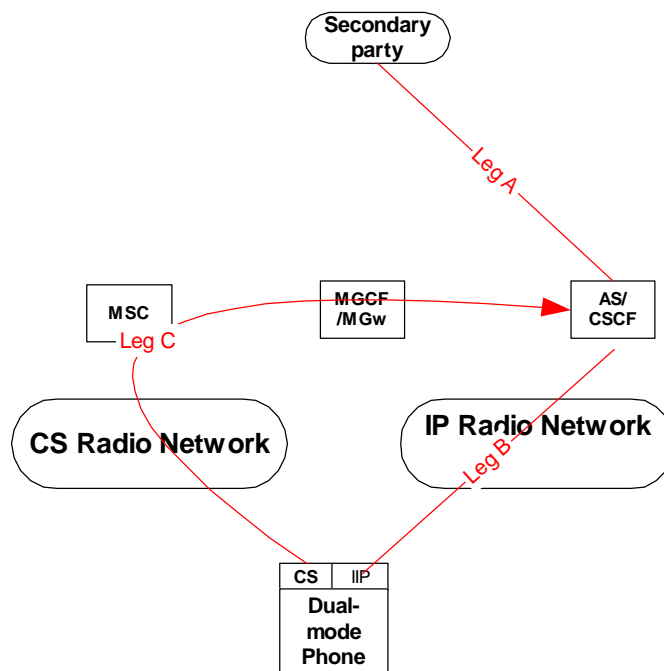 Secondary
party
Leg A
MSC
MGCF
/MGw
AS/
CSCF
Leg C
CS Radio Network
IP Radio Network
Leg B
CS
IIP
Dual-
mode
Phone